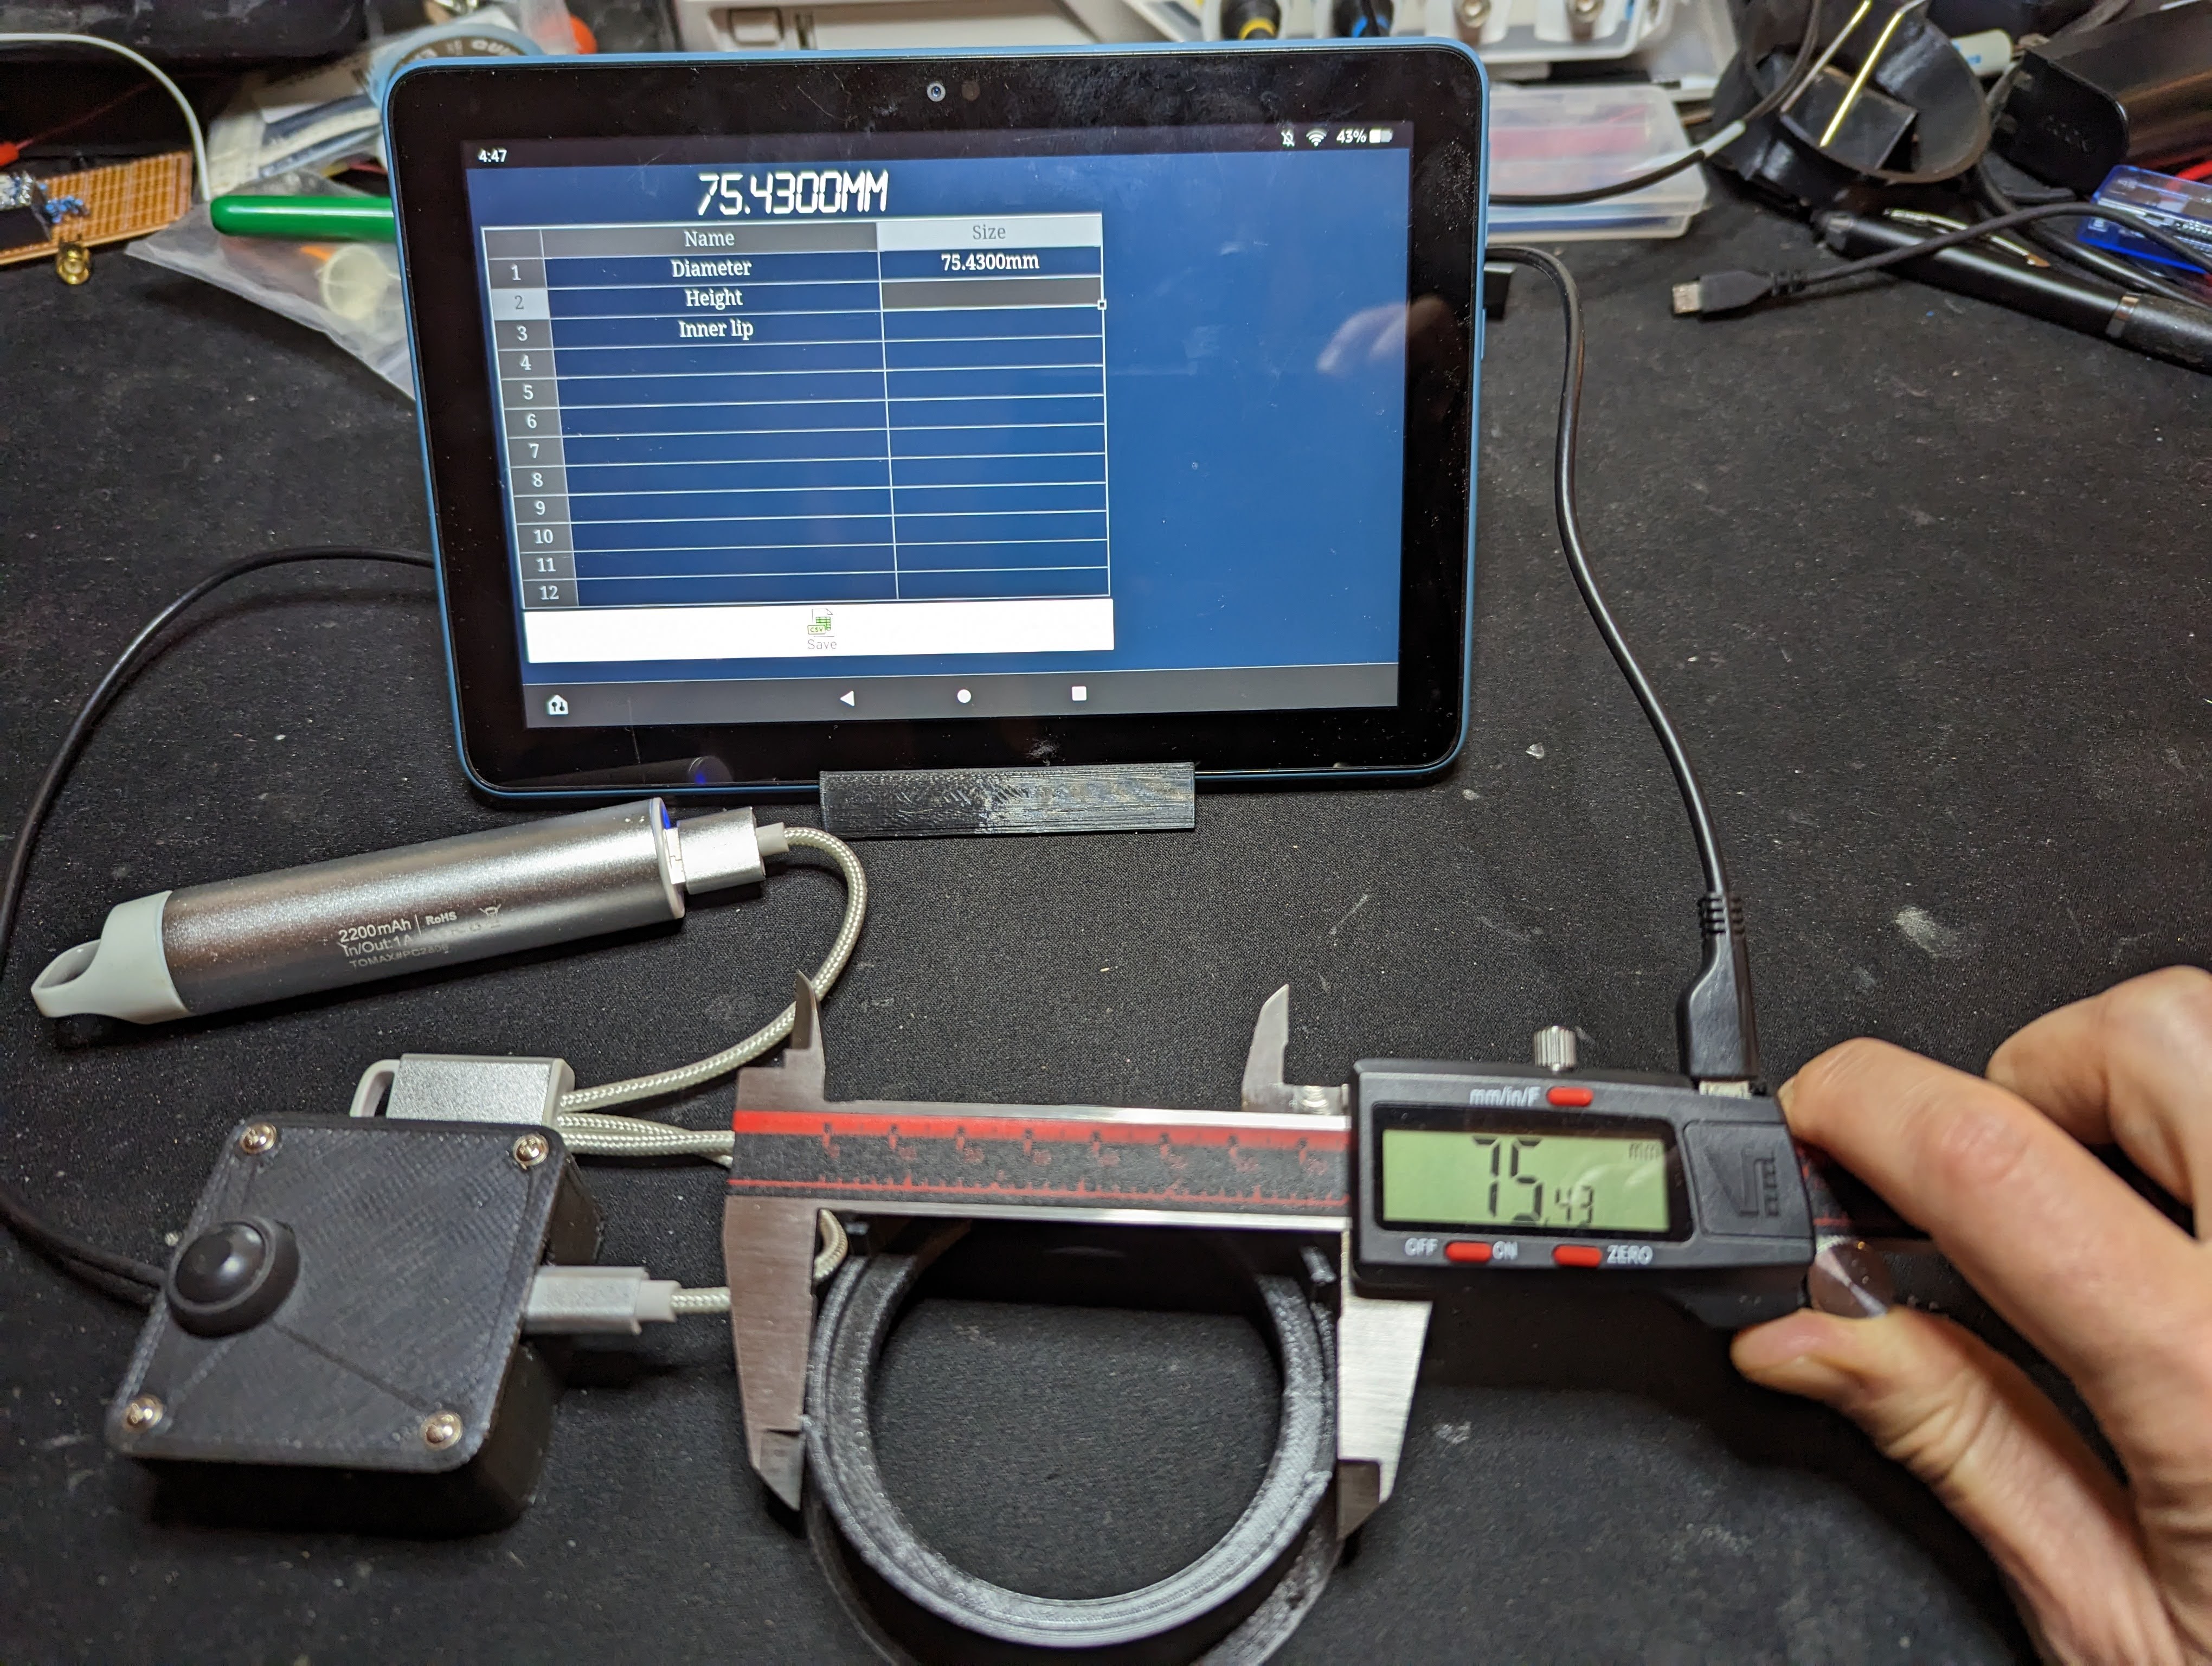 4:47
43%
75.4300MM
Name Size
1 Diameter 75.4300mm
2 Height
3 Inner lip
4
5
6
7
8
9
10
11
12
CSV
Save
2200mAh | RoHS
In/Out:1A
mm/in/F
mm
75.43
OFF ON ZERO